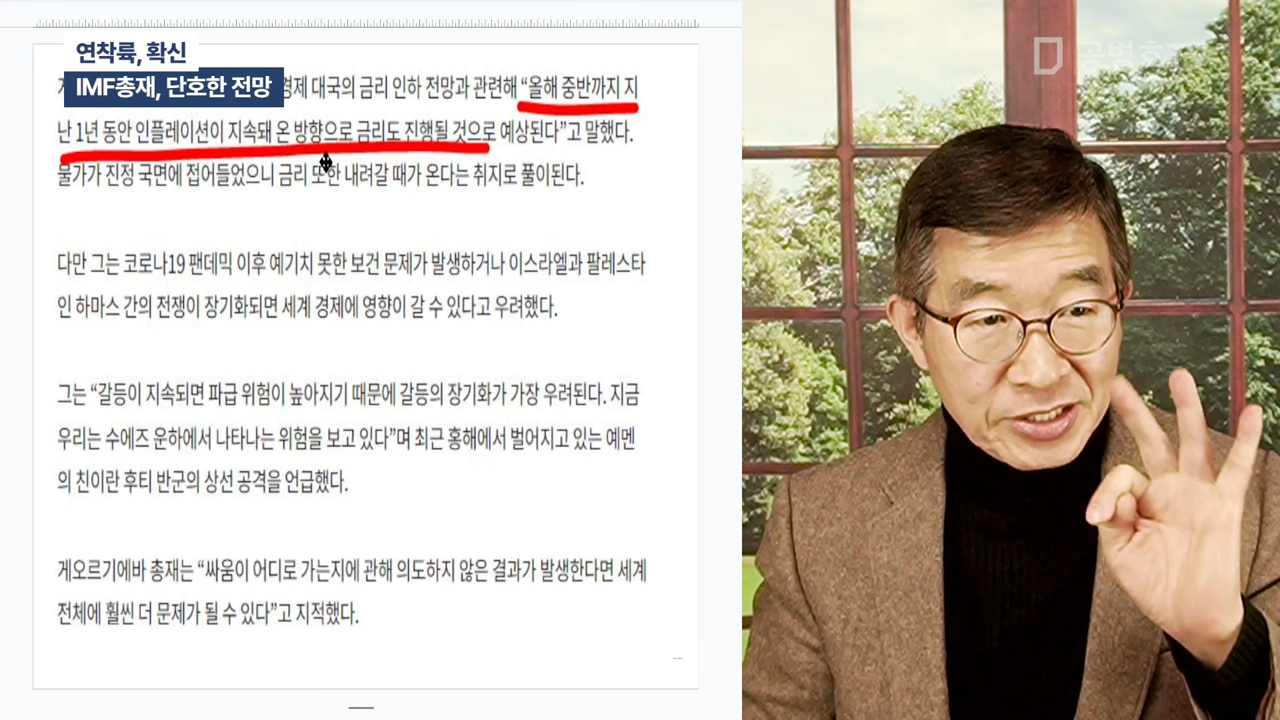 연착륙, 확신
IMF총재, 단호한 전망
경제 대국의 금리 인하 전망과 관련해 “올해 중반까지 지
난 1년 동안 인플레이션이 지속돼 온 방향으로 금리도 진행될 것으로 예상된다”고 말했다.
물가가 진정 국면에 접어들었으니 금리 또한 내려갈 때가 온다는 취지로 풀이된다.
다만 그는 코로나19 팬데믹 이후 예기치 못한 보건 문제가 발생하거나 이스라엘과 팔레스타
인 하마스 간의 전쟁이 장기화되면 세계 경제에 영향이 갈 수 있다고 우려했다.
그는 “갈등이 지속되면 파급 위험이 높아지기 때문에 갈등의 장기화가 가장 우려된다. 지금
우리는 수에즈 운하에서 나타나는 위험을 보고 있다”며 최근 홍해에서 벌어지고 있는 예멘
의 친이란 후티 반군의 상선 공격을 언급했다.
게오르기에바 총재는 “싸움이 어디로 가는지에 관해 의도하지 않은 결과가 발생한다면 세계
전체에 훨씬 더 문제가 될 수 있다”고 지적했다.